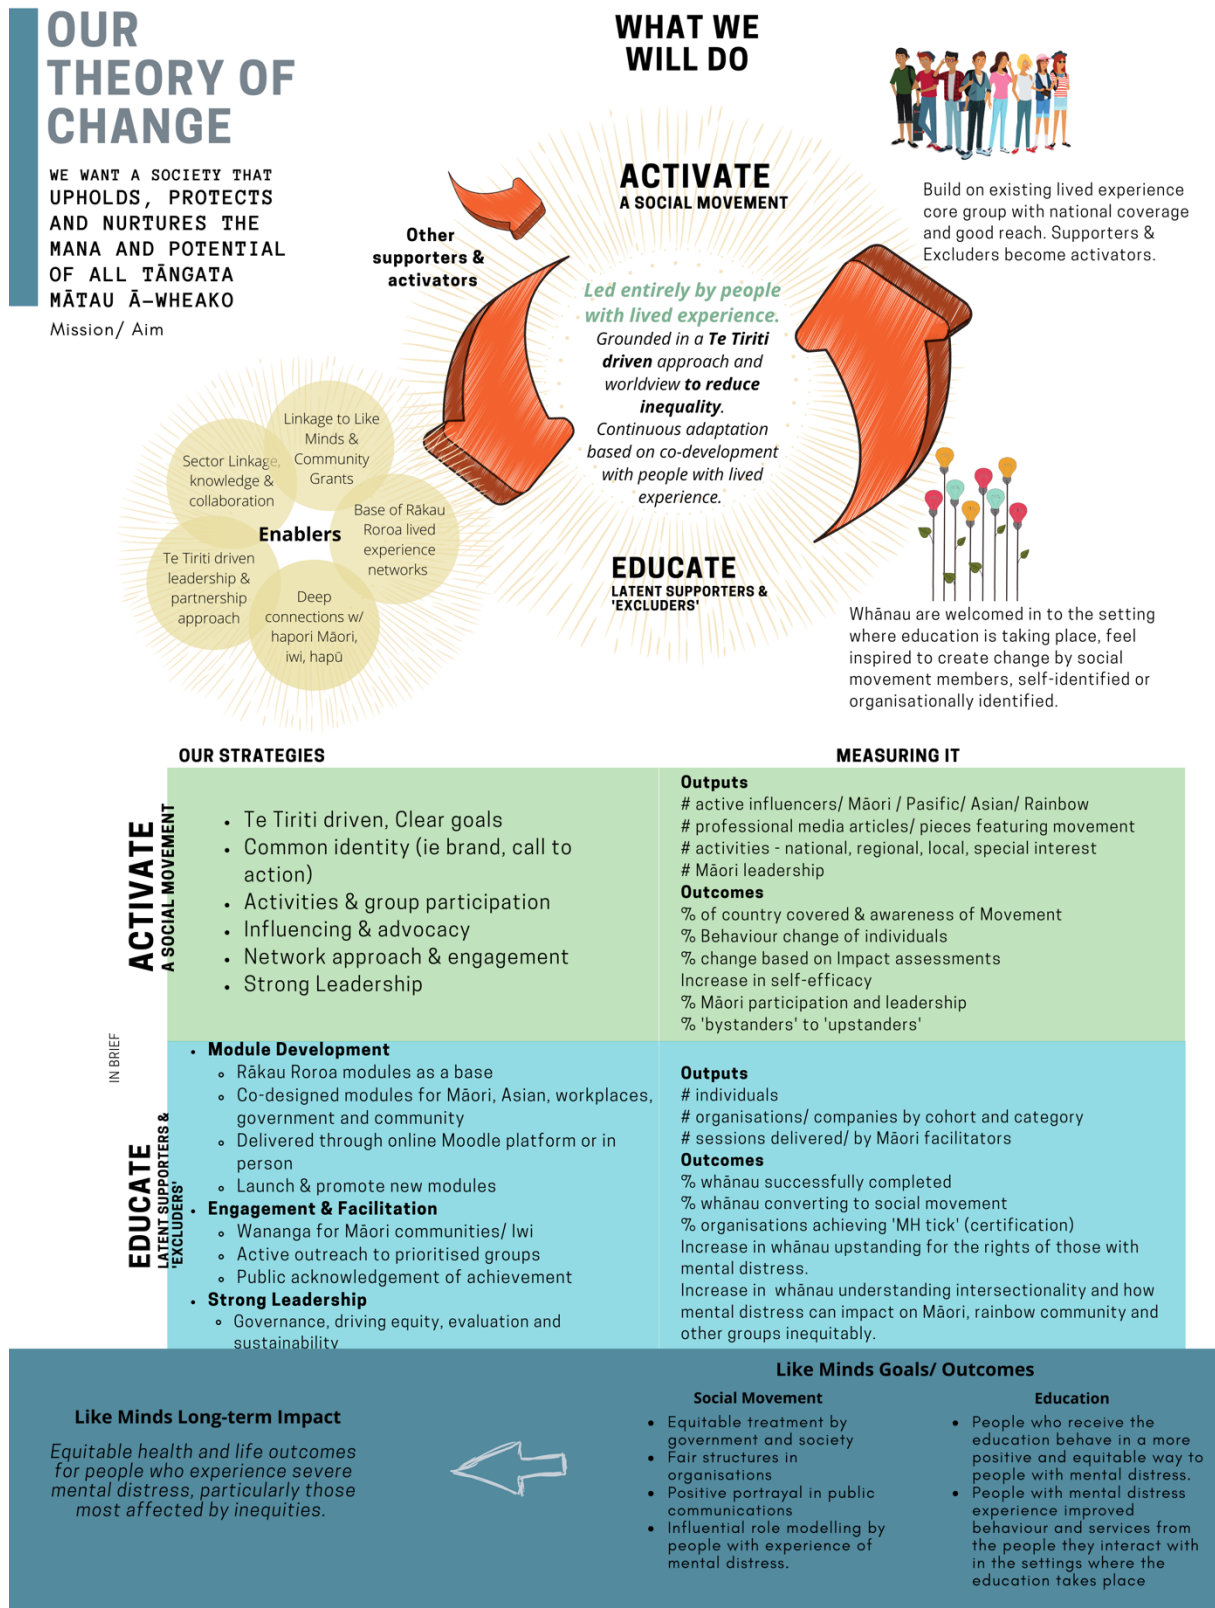 OUR
THEORY OF
CHANGE
WE WANT A SOCIETY THAT
UPHOLDS, PROTECTS
AND NURTURES THE
MANA AND POTENTIAL
OF ALL TĀNGATA
MĀTAU Ā-WHEAKO
Mission/ Aim
WHAT WE
WILL DO
ACTIVATE
A SOCIAL MOVEMENT
Other
supporters &
activators
Build on existing lived experience
core group with national coverage
and good reach. Supporters &
Excluders become activators.
Led entirely by people
with lived experience.
Grounded in a Te Tiriti
driven approach and
worldview to reduce
inequality.
Continuous adaptation
based on co-development
with people with lived
experience.
EDUCATE
LATENT SUPPORTERS &
'EXCLUDERS'
Whānau are welcomed in to the setting
where education is taking place, feel
inspired to create change by social
movement members, self-identified or
organisationally identified.
Enablers
Linkage to Like
Minds &
Community
Grants
Sector Linkage,
knowledge &
collaboration
Base of Rākau
Roroa lived
experience
networks
Te Tiriti driven
leadership &
partnership
approach
Deep
connections w/
hapori Māori,
iwi, hapū
OUR STRATEGIES
MEASURING IT
ACTIVATE
A SOCIAL MOVEMENT
• Te Tiriti driven, Clear goals
• Common identity (ie brand, call to
action)
• Activities & group participation
• Influencing & advocacy
• Network approach & engagement
• Strong Leadership
Outputs
# active influencers/ Māori / Pasific/ Asian/ Rainbow
# professional media articles/ pieces featuring movement
# activities - national, regional, local, special interest
# Māori leadership
Outcomes
% of country covered & awareness of Movement
% Behaviour change of individuals
% change based on Impact assessments
Increase in self-efficacy
% Māori participation and leadership
% 'bystanders' to 'upstanders'
IN BRIEF
EDUCATE
LATENT SUPPORTERS &
'EXCLUDERS'
• Module Development
◦ Rākau Roroa modules as a base
◦ Co-designed modules for Māori, Asian, workplaces,
government and community
◦ Delivered through online Moodle platform or in
person
◦ Launch & promote new modules
• Engagement & Facilitation
◦ Wananga for Māori communities/ Iwi
◦ Active outreach to prioritised groups
◦ Public acknowledgement of achievement
• Strong Leadership
◦ Governance, driving equity, evaluation and
sustainability
Outputs
# individuals
# organisations/ companies by cohort and category
# sessions delivered/ by Māori facilitators
Outcomes
% whānau successfully completed
% whānau converting to social movement
% organisations achieving 'MH tick' (certification)
Increase in whānau upstanding for the rights of those with
mental distress.
Increase in whānau understanding intersectionality and how
mental distress can impact on Māori, rainbow community and
other groups inequitably.
Like Minds Long-term Impact
Equitable health and life outcomes
for people who experience severe
mental distress, particularly those
most affected by inequities.
Like Minds Goals/ Outcomes
Social Movement
• Equitable treatment by
government and society
• Fair structures in
organisations
• Positive portrayal in public
communications
• Influential role modelling by
people with experience of
mental distress.
Education
• People who receive the
education behave in a more
positive and equitable way to
people with mental distress.
• People with mental distress
experience improved
behaviour and services from
the people they interact with
in the settings where the
education takes place